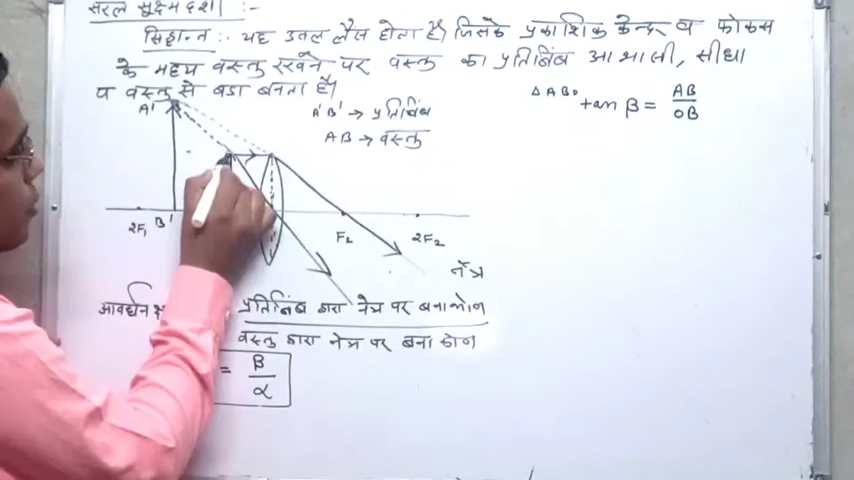 सरल सूक्ष्मदर्शी :-
सिद्धान्त :- यह उत्तल लैंस होता है। जिसके प्रकाशिक केन्द्र व फोकस
के मध्य वस्तु रखने पर वस्तु का प्रतिबिंब आभासी, सीधा
व वस्तु से बडा बनता है।
A' A'B' → प्रतिबिंब
AB → वस्तु
Δ ABO
tan β = AB / OB
2F₁ B' F₂ 2F₂
नेत्र
आवर्धन प्रतिबिंब द्वारा नेत्र पर बना कोण
वस्तु द्वारा नेत्र पर बना कोण
= β / α